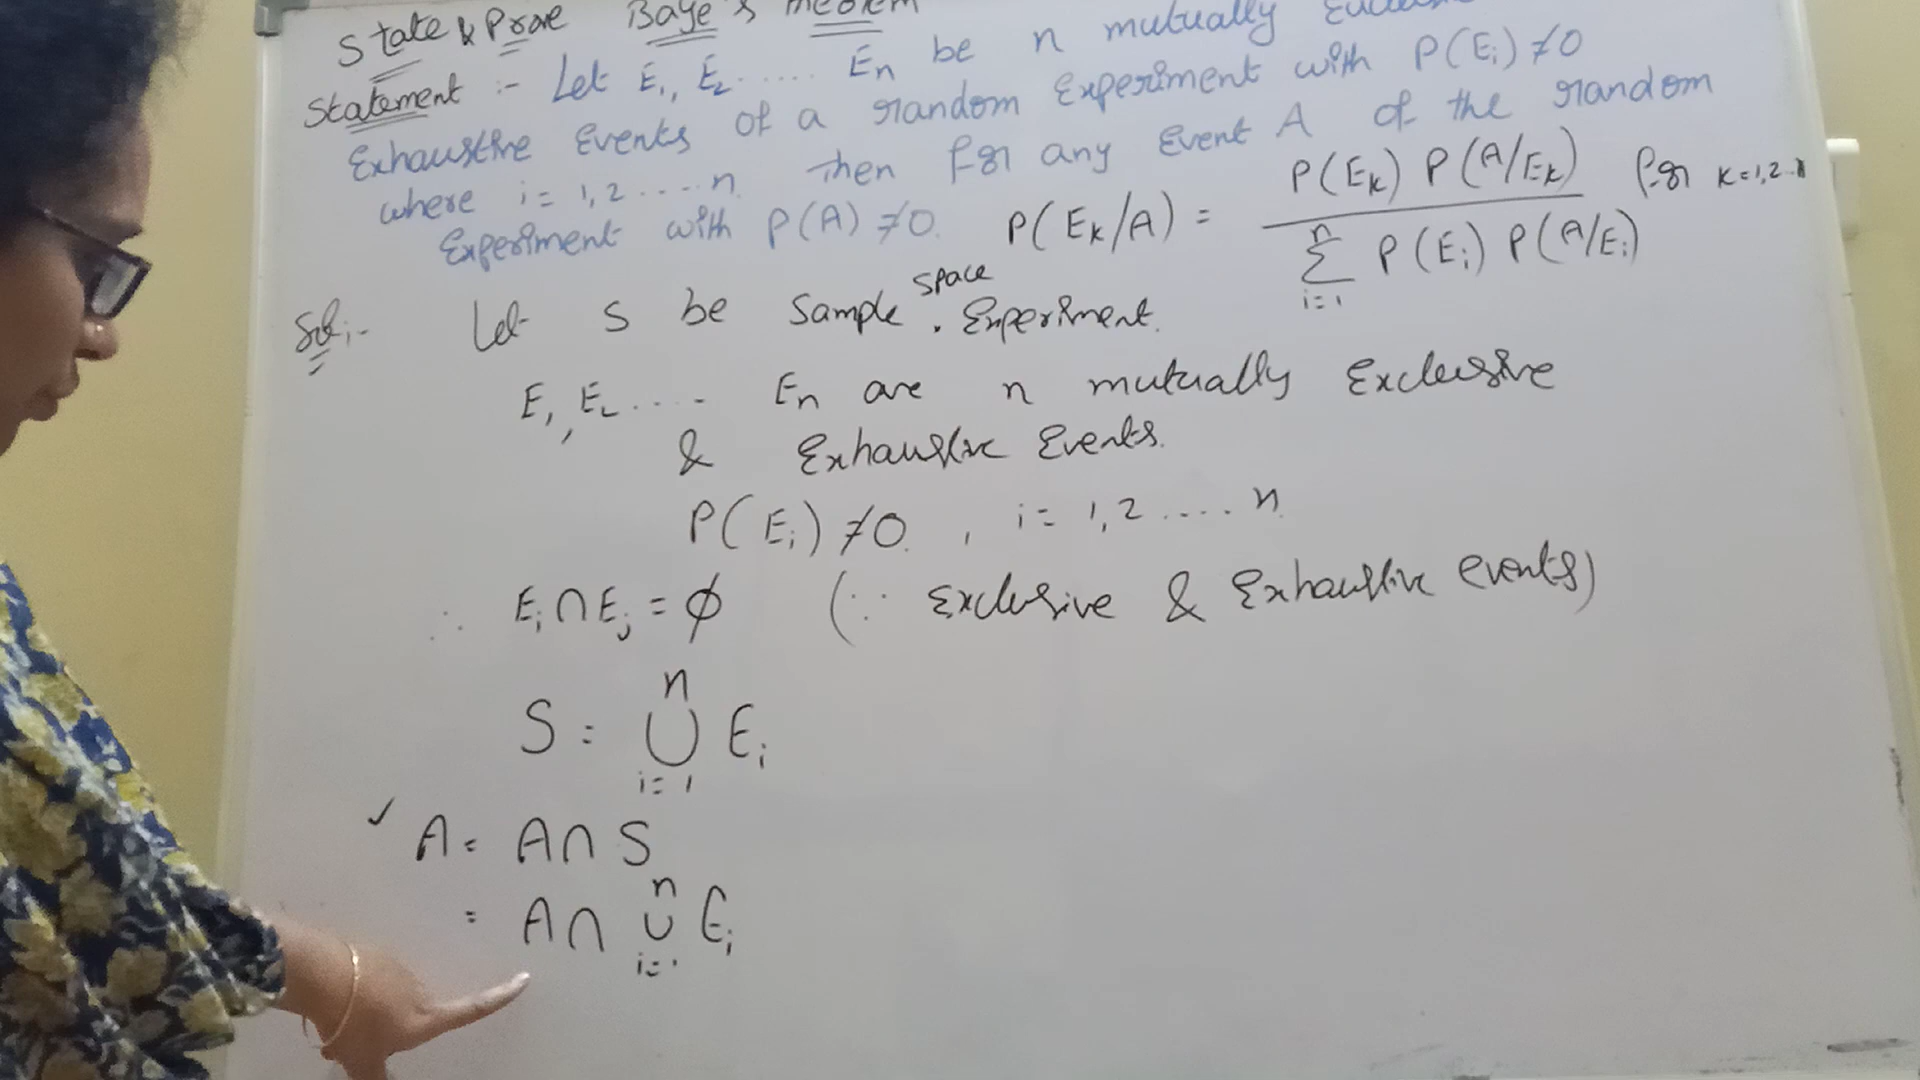 State & Prove Baye's Theorem
Statement :- Let E₁, E₂ ..... En be n mutually
Exhaustive Events of a random Experiment with P(Ei) ≠ 0
where i = 1, 2 ..... n. Then for any Event A of the random
Experiment with P(A) ≠ 0. P(Ek/A) = P(Ek) P(A/Ek) / ∑ i=1 n P(Ei) P(A/Ei) for K = 1, 2 .. n
Sol:- Let S be Sample space . Experiment.
E₁, E₂ ..... En are n mutually Exclusive
& Exhaustive Events.
P(Ei) ≠ 0. , i = 1, 2 .... n.
∴ Ei ∩ Ej = ϕ (∵ Exclusive & Exhaustive events)
S = ⋃ i=1 n Ei
✓ A = A ∩ S
= A ∩ ⋃ i=1 n Ei